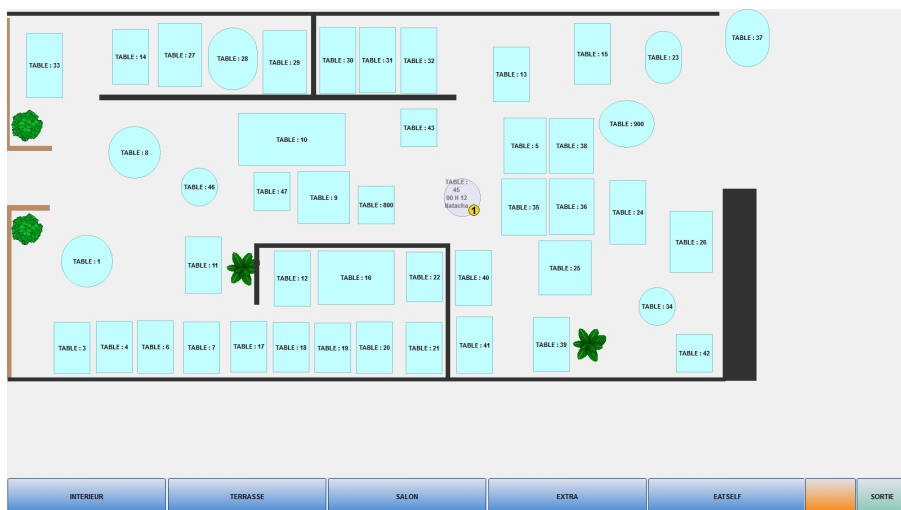 TABLE : 37
TABLE : 33
TABLE : 14
TABLE : 27
TABLE : 28
TABLE : 29
TABLE : 30
TABLE : 31
TABLE : 32
TABLE : 13
TABLE : 15
TABLE : 23
TABLE : 8
TABLE : 10
TABLE : 43
TABLE : 5
TABLE : 38
TABLE : 900
TABLE : 46
TABLE : 47
TABLE : 9
TABLE : 800
TABLE :
45
00 H 12
Natacha
1
TABLE : 35
TABLE : 36
TABLE : 24
TABLE : 26
TABLE : 1
TABLE : 11
TABLE : 12
TABLE : 16
TABLE : 22
TABLE : 40
TABLE : 25
TABLE : 34
TABLE : 3
TABLE : 4
TABLE : 6
TABLE : 7
TABLE : 17
TABLE : 18
TABLE : 19
TABLE : 20
TABLE : 21
TABLE : 41
TABLE : 39
TABLE : 42
INTERIEUR
TERRASSE
SALON
EXTRA
EATSELF
SORTIE